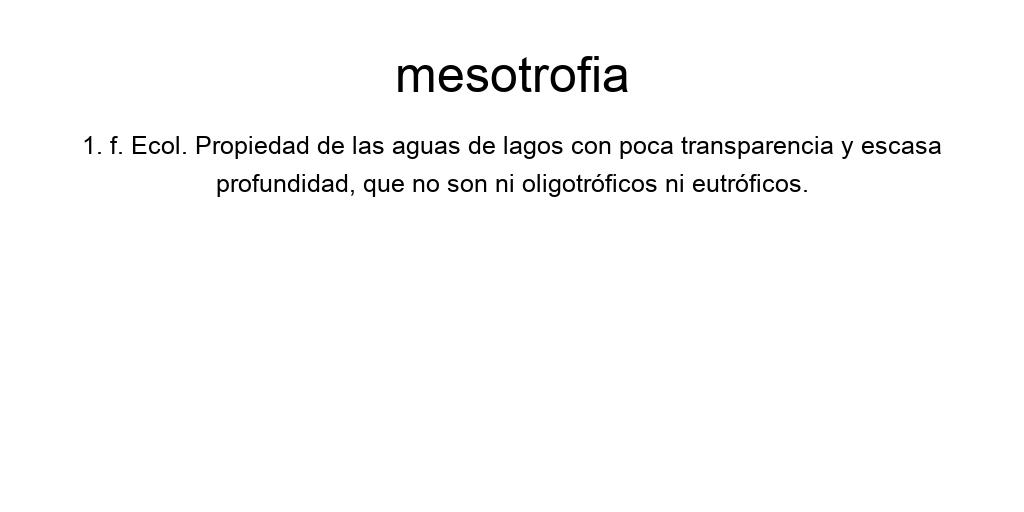 mesotrofia
1. f. Ecol. Propiedad de las aguas de lagos con poca transparencia y escasa
profundidad, que no son ni oligotróficos ni eutróficos.